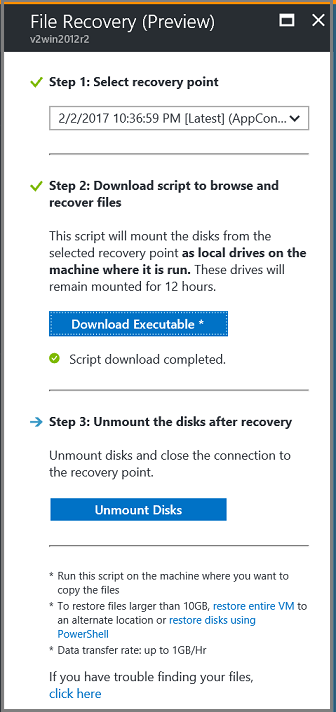 File Recovery (Preview)
v2win2012r2
Step 1: Select recovery point
2/2/2017 10:36:59 PM [Latest] (AppCon...
Step 2: Download script to browse and
recover files
This script will mount the disks from the
selected recovery point as local drives on the
machine where it is run. These drives will
remain mounted for 12 hours.
Download Executable *
Script download completed.
Step 3: Unmount the disks after recovery
Unmount disks and close the connection to
the recovery point.
Unmount Disks
* Run this script on the machine where you want to
copy the files
* To restore files larger than 10GB, restore entire VM to
an alternate location or restore disks using
PowerShell
* Data transfer rate: up to 1GB/Hr
If you have trouble finding your files,
click here